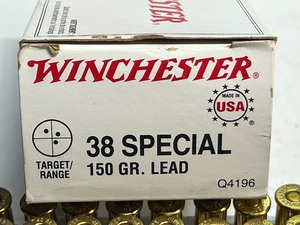 WINCHESTER®
MADE IN
USA
38 SPECIAL
150 GR. LEAD
TARGET/
RANGE
Q4196